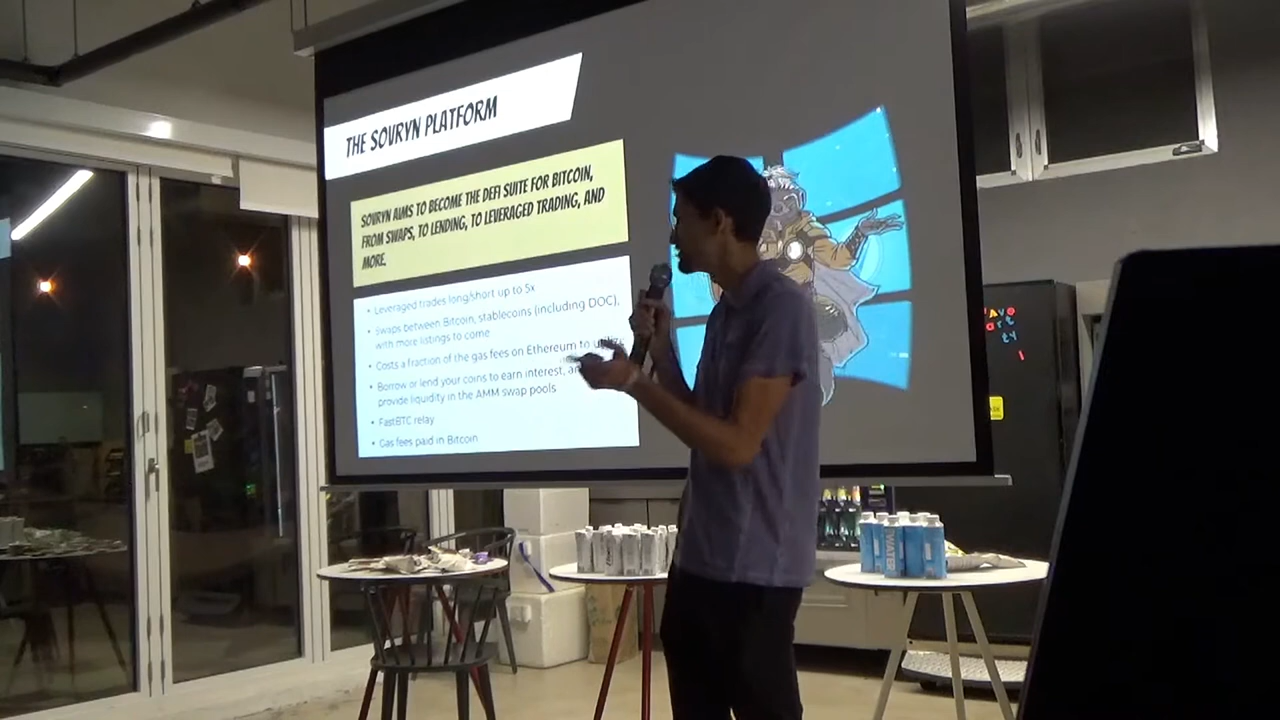 THE SOVRYN PLATFORM
SOVRYN AIMS TO BECOME THE DEFI SUITE FOR BITCOIN,
FROM SWAPS, TO LENDING, TO LEVERAGED TRADING, AND
MORE.
• Leveraged trades long/short up to 5x
• Swaps between Bitcoin, stablecoins (including DOC),
with more listings to come
• Costs a fraction of the gas fees on Ethereum to
• Borrow or lend your coins to earn interest,
provide liquidity in the AMM swap pools
• FastBTC relay
• Gas fees paid in Bitcoin
WATER